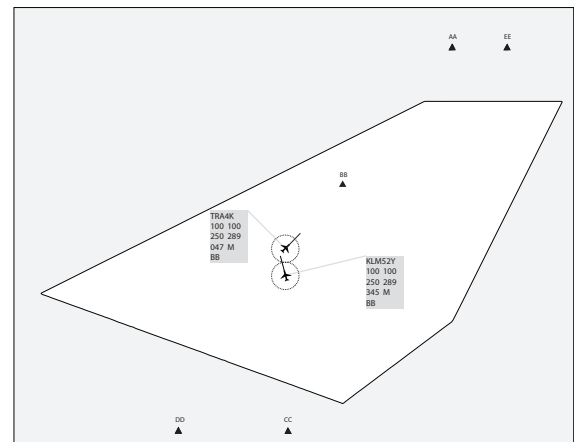 AA
EE
BB
TRA4K
100 100
250 289
047 M
BB
KLM52Y
100 100
250 289
345 M
BB
DD
CC